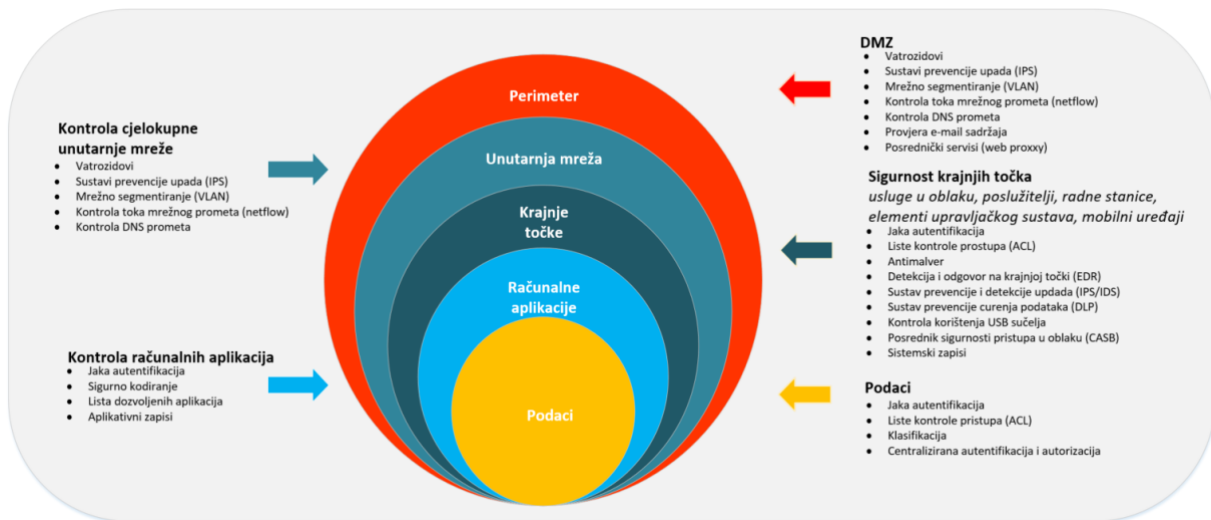 Kontrola cjelokupne
unutarnje mreže
• Vatrozidovi
• Sustavi prevencije upada (IPS)
• Mrežno segmentiranje (VLAN)
• Kontrola toka mrežnog prometa (netflow)
• Kontrola DNS prometa
Kontrola računalnih aplikacija
• Jaka autentifikacija
• Sigurno kodiranje
• Lista dozvoljenih aplikacija
• Aplikativni zapisi
Perimeter
Unutarnja mreža
Krajnje
točke
Računalne
aplikacije
Podaci
DMZ
• Vatrozidovi
• Sustavi prevencije upada (IPS)
• Mrežno segmentiranje (VLAN)
• Kontrola toka mrežnog prometa (netflow)
• Kontrola DNS prometa
• Provjera e-mail sadržaja
• Posrednički servisi (web proxxy)
Sigurnost krajnjih točka
usluge u oblaku, poslužitelji, radne stanice,
elementi upravljačkog sustava, mobilni uređaji
• Jaka autentifikacija
• Liste kontrole prostupa (ACL)
• Antimalver
• Detekcija i odgovor na krajnjoj točki (EDR)
• Sustav prevencije i detekcije updada (IPS/IDS)
• Sustav prevencije curenja podataka (DLP)
• Kontrola korištenja USB sučelja
• Posrednik sigurnosti pristupa u oblaku (CASB)
• Sistemski zapisi
Podaci
• Jaka autentifikacija
• Liste kontrole pristupa (ACL)
• Klasifikacija
• Centralizirana autentifikacija i autorizacija